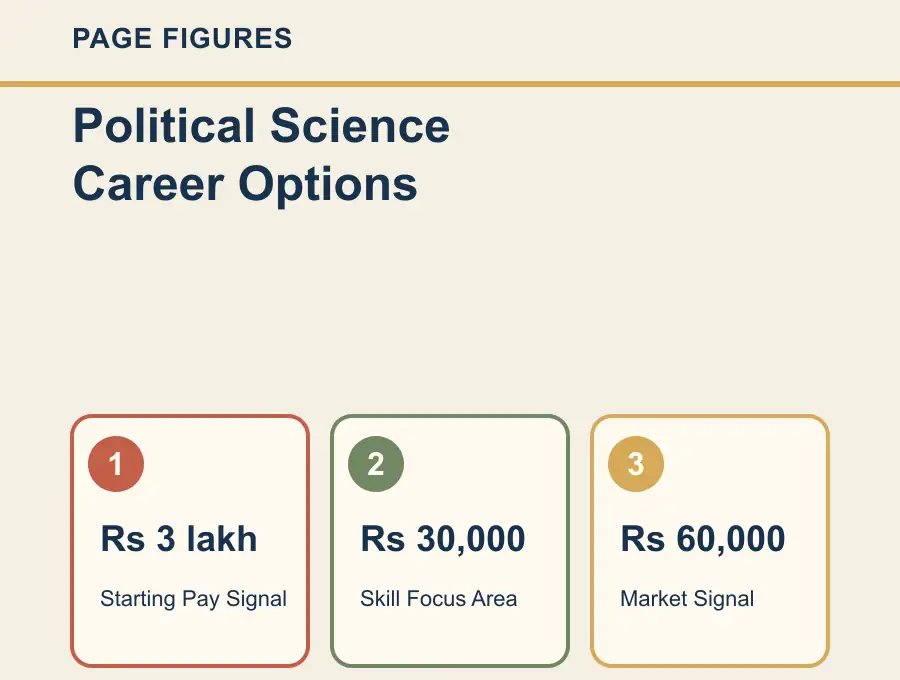 PAGE FIGURES
Political Science
Career Options
1
Rs 3 lakh
Starting Pay Signal
2
Rs 30,000
Skill Focus Area
3
Rs 60,000
Market Signal